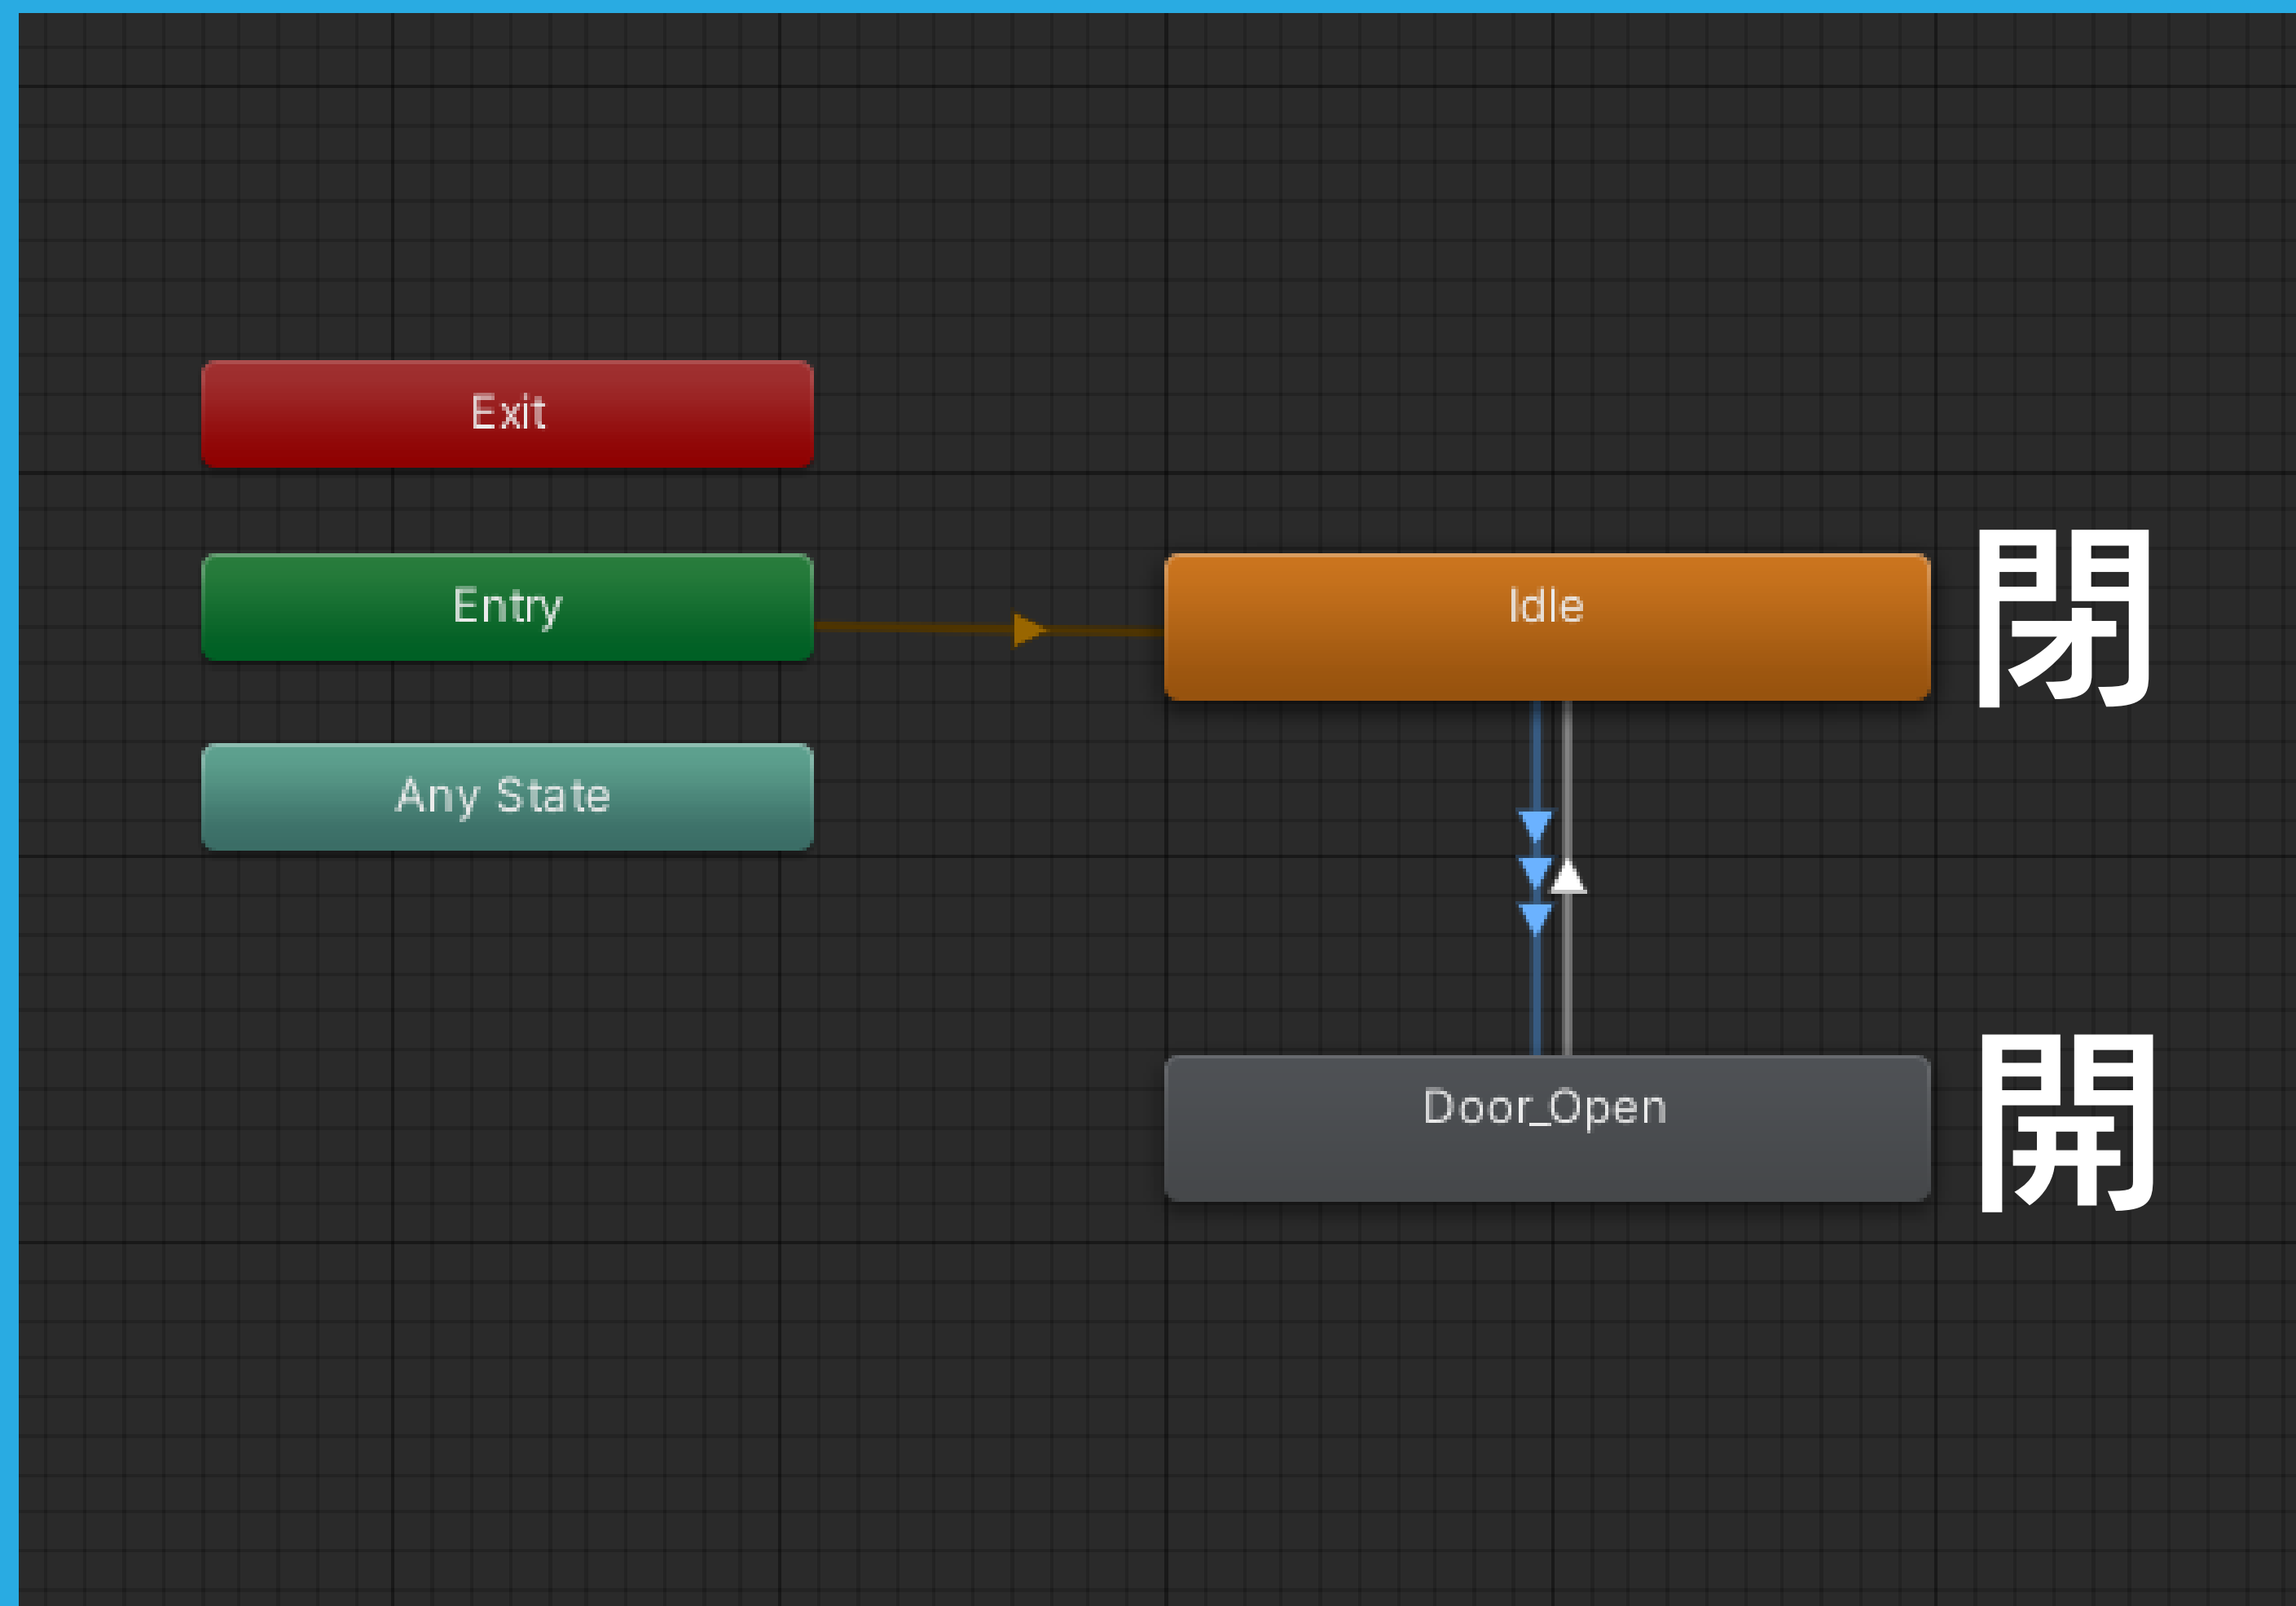 Exit
Entry
Any State
Idle
閉
Door_Open
開